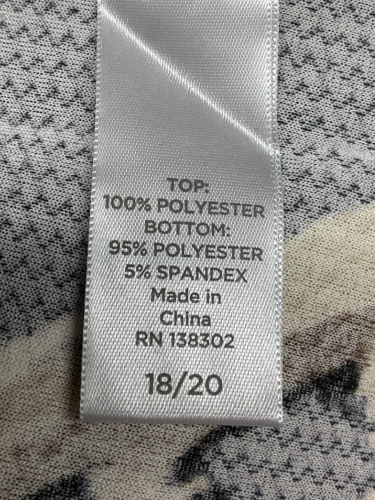 TOP:
100% POLYESTER
BOTTOM:
95% POLYESTER
5% SPANDEX
Made in
China
RN 138302
18/20